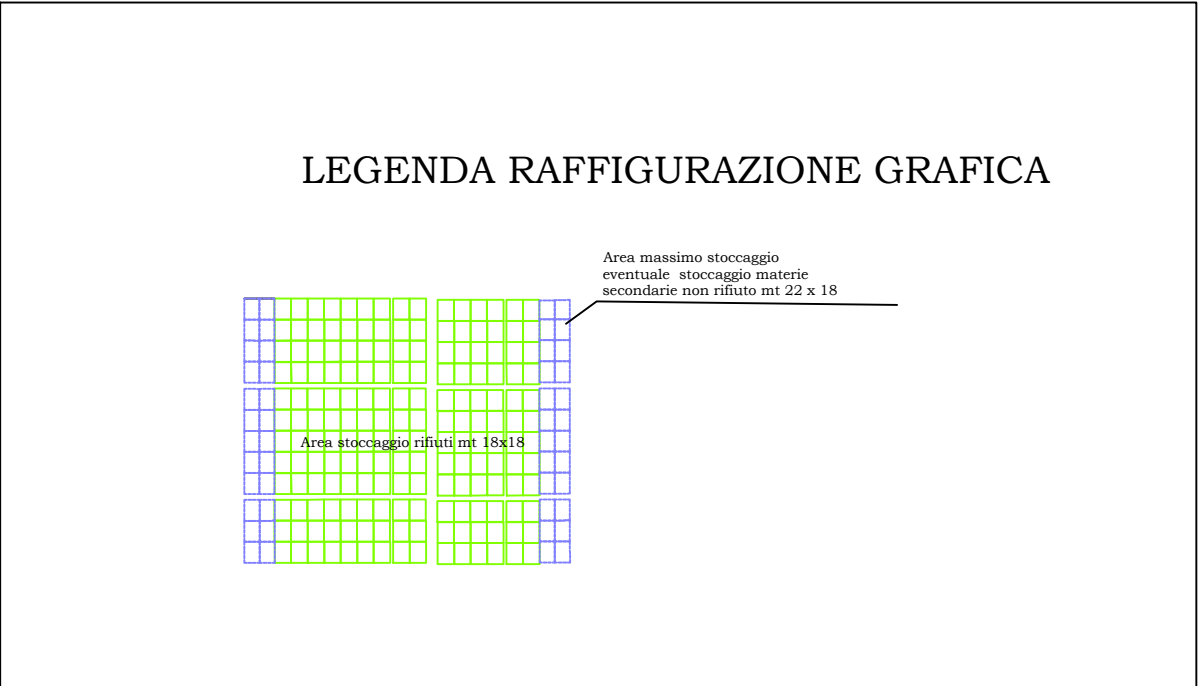 LEGENDA RAFFIGURAZIONE GRAFICA
Area massimo stoccaggio
eventuale stoccaggio materie
secondarie non rifiuto mt 22 x 18
Area stoccaggio rifiuti mt 18x18